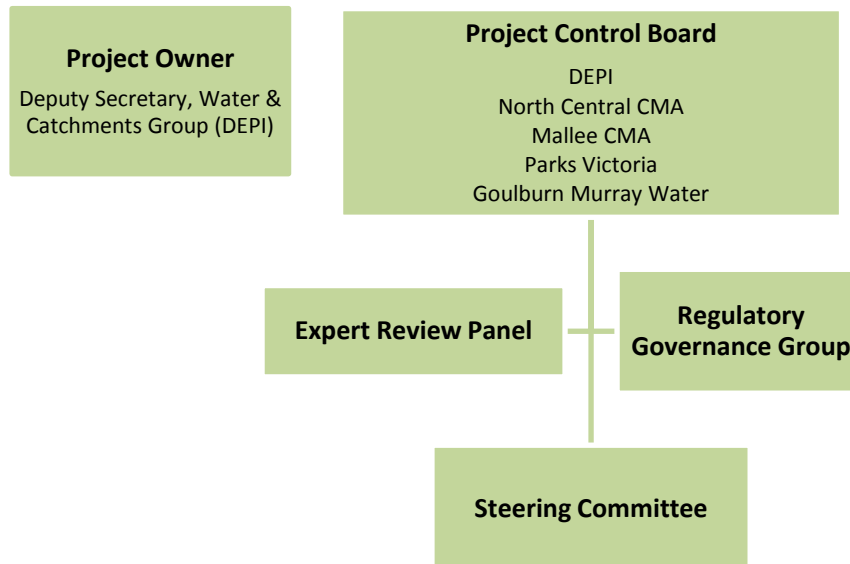 Project Owner
Deputy Secretary, Water &
Catchments Group (DEPI)
Project Control Board
DEPI
North Central CMA
Mallee CMA
Parks Victoria
Goulburn Murray Water
Expert Review Panel
Regulatory
Governance Group
Steering Committee